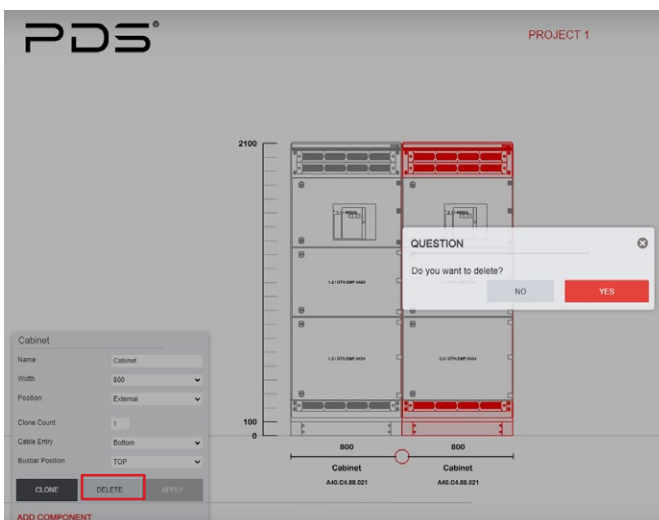 PDS®
PROJECT 1
2100
QUESTION
Do you want to delete?
NO
YES
Cabinet
Name Cabinet
Width 800
Position External
Clone Count 1
Cable Entry Bottom
Busbar Position TOP
CLONE DELETE APPLY
ADD COMPONENT
100
0
800 800
Cabinet Cabinet
A40.C4.88.021 A40.C4.88.021